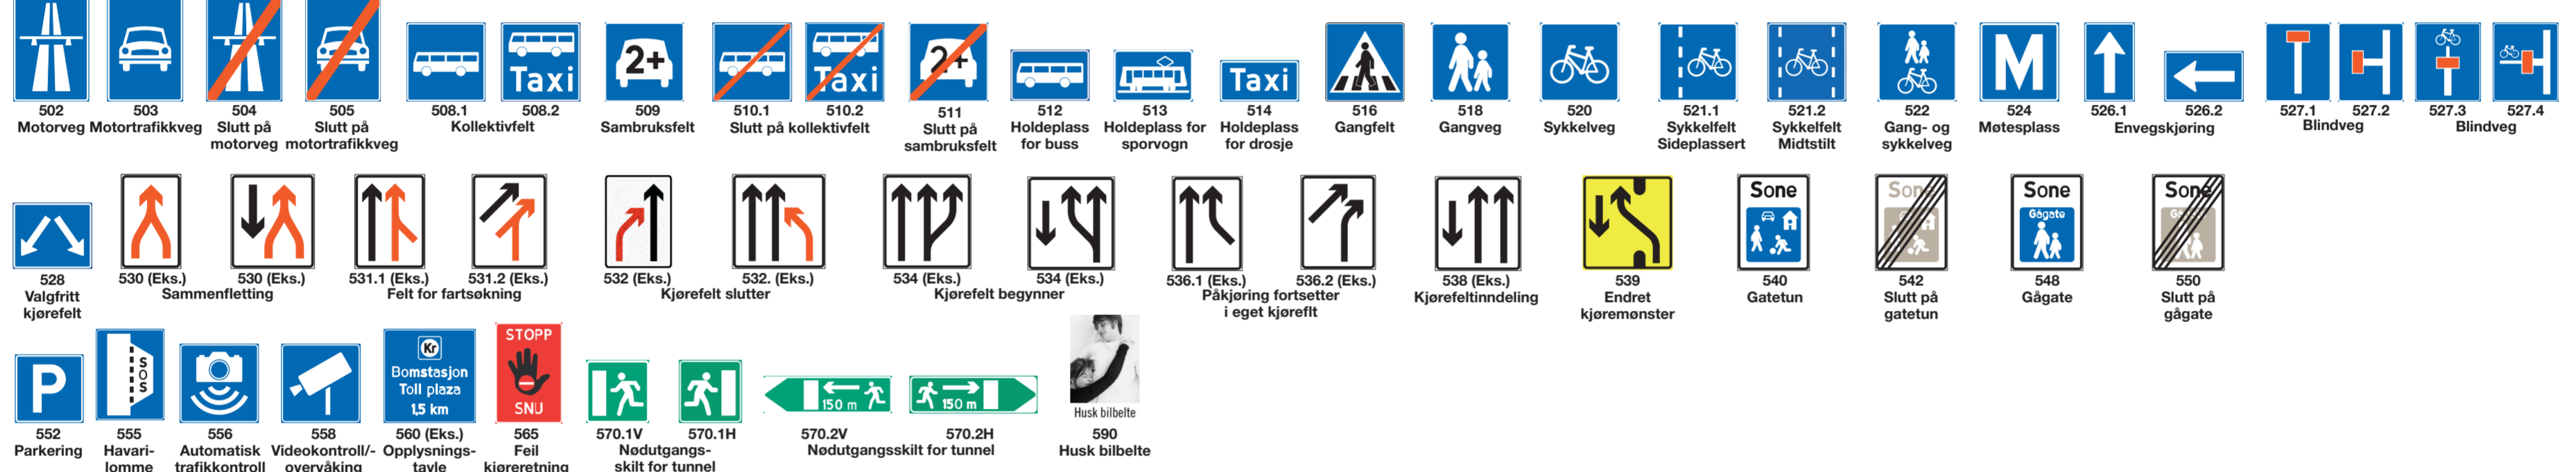 Taxi
2+
Taxi
2+
Taxi
M
502
503
504
505
508.1
508.2
509
510.1
510.2
511
512
513
514
516
518
520
521.1
521.2
522
524
526.1
526.2
527.1
527.2
527.3
527.4
Motorveg
Motortrafikkveg
Slutt på
motorveg
Slutt på
motortrafikkveg
Kollektivfelt
Sambruksfelt
Slutt på kollektivfelt
Slutt på
sambruksfelt
Holdeplass
for buss
Holdeplass for
sporvogn
Holdeplass
for drosje
Gangfelt
Gangveg
Sykkelveg
Sykkelfelt
Sideplassert
Sykkelfelt
Midtstilt
Gang- og
sykkelveg
Møtesplass
Envegskjøring
Blindveg
Blindveg
Sone
Sone
Sone
Gågate
Sone
528
Valgfritt
kjørefelt
530 (Eks.)
530 (Eks.)
Sammenfletting
531.1 (Eks.)
531.2 (Eks.)
Felt for fartsøkning
532 (Eks.)
532. (Eks.)
Kjørefelt slutter
534 (Eks.)
534 (Eks.)
Kjørefelt begynner
536.1 (Eks.)
536.2 (Eks.)
Påkjøring fortsetter
i eget kjøreflt
538 (Eks.)
Kjørefeltinndeling
539
Endret
kjøremønster
540
Gatetun
542
Slutt på
gatetun
548
Gågate
550
Slutt på
gågate
P
SOS
Kr
Bomstasjon
Toll plaza
1,5 km
STOPP
SNU
150 m
150 m
Husk bilbelte
552
Parkering
555
Havari-
lomme
556
Automatisk
trafikkontroll
558
Videokontroll/-
overvåking
560 (Eks.)
Opplysnings-
tavle
565
Feil
kjøreretning
570.1V
570.1H
Nødutgangs-
skilt for tunnel
570.2V
570.2H
Nødutgangsskilt for tunnel
590
Husk bilbelte